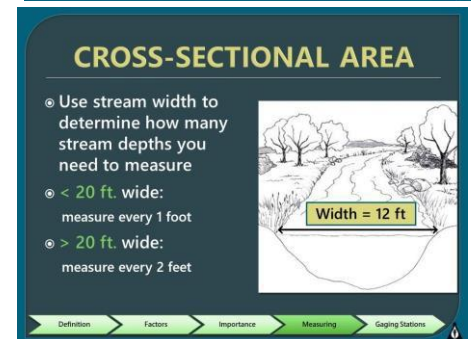 CROSS-SECTIONAL AREA
Use stream width to
determine how many
stream depths you
need to measure
< 20 ft. wide:
measure every 1 foot
> 20 ft. wide:
measure every 2 feet
Width = 12 ft
Definition
Factors
Importance
Measuring
Gaging Stations